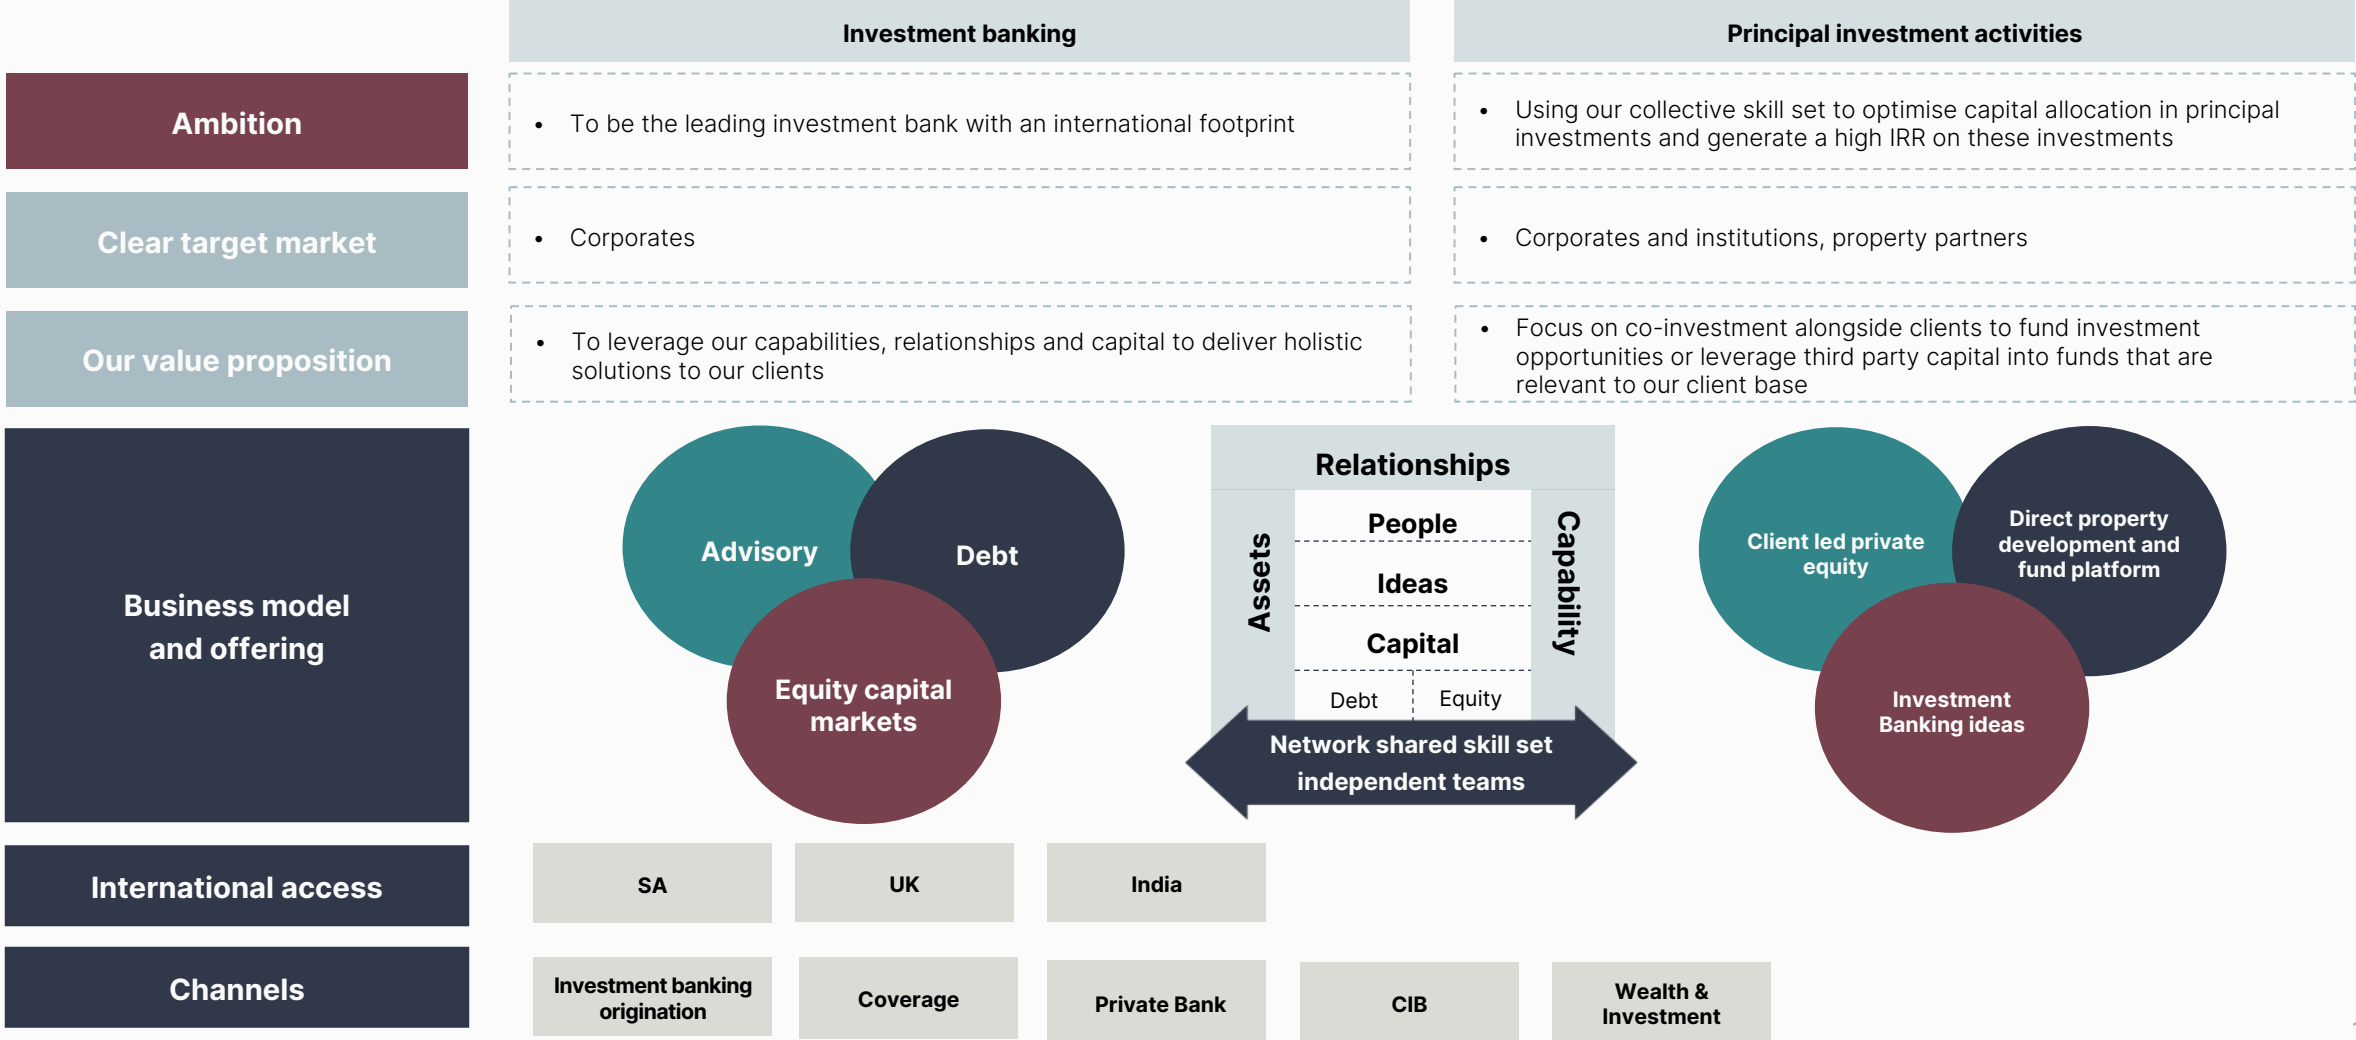 Investment banking
Principal investment activities
Ambition
• To be the leading investment bank with an international footprint
• Using our collective skill set to optimise capital allocation in principal
investments and generate a high IRR on these investments
Clear target market
• Corporates
• Corporates and institutions, property partners
Our value proposition
• To leverage our capabilities, relationships and capital to deliver holistic
solutions to our clients
• Focus on co-investment alongside clients to fund investment
opportunities or leverage third party capital into funds that are
relevant to our client base
Business model
and offering
Advisory
Debt
Equity capital
markets
Relationships
Assets
People
Ideas
Capital
Debt
Equity
Capability
Network shared skill set
independent teams
Client led private
equity
Direct property
development and
fund platform
Investment
Banking ideas
International access
SA
UK
India
Channels
Investment banking
origination
Coverage
Private Bank
CIB
Wealth &
Investment